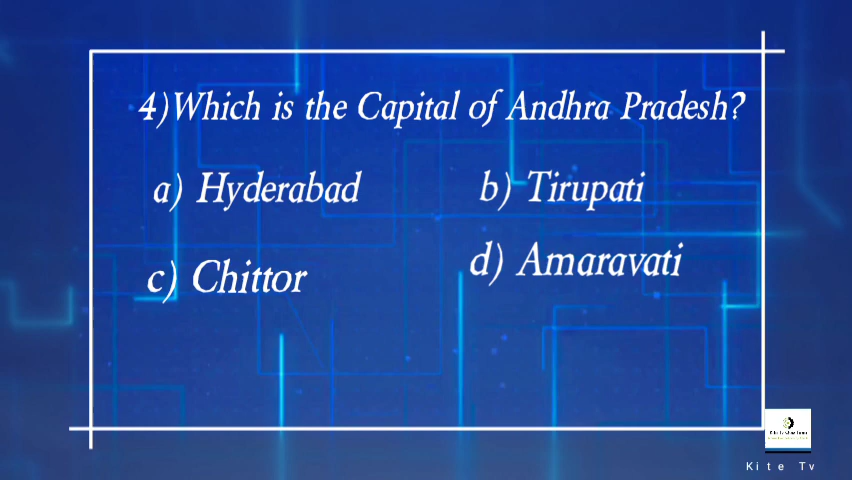 4)Which is the Capital of Andhra Pradesh?
a) Hyderabad
b) Tirupati
c) Chittor
d) Amaravati
Kite Tv